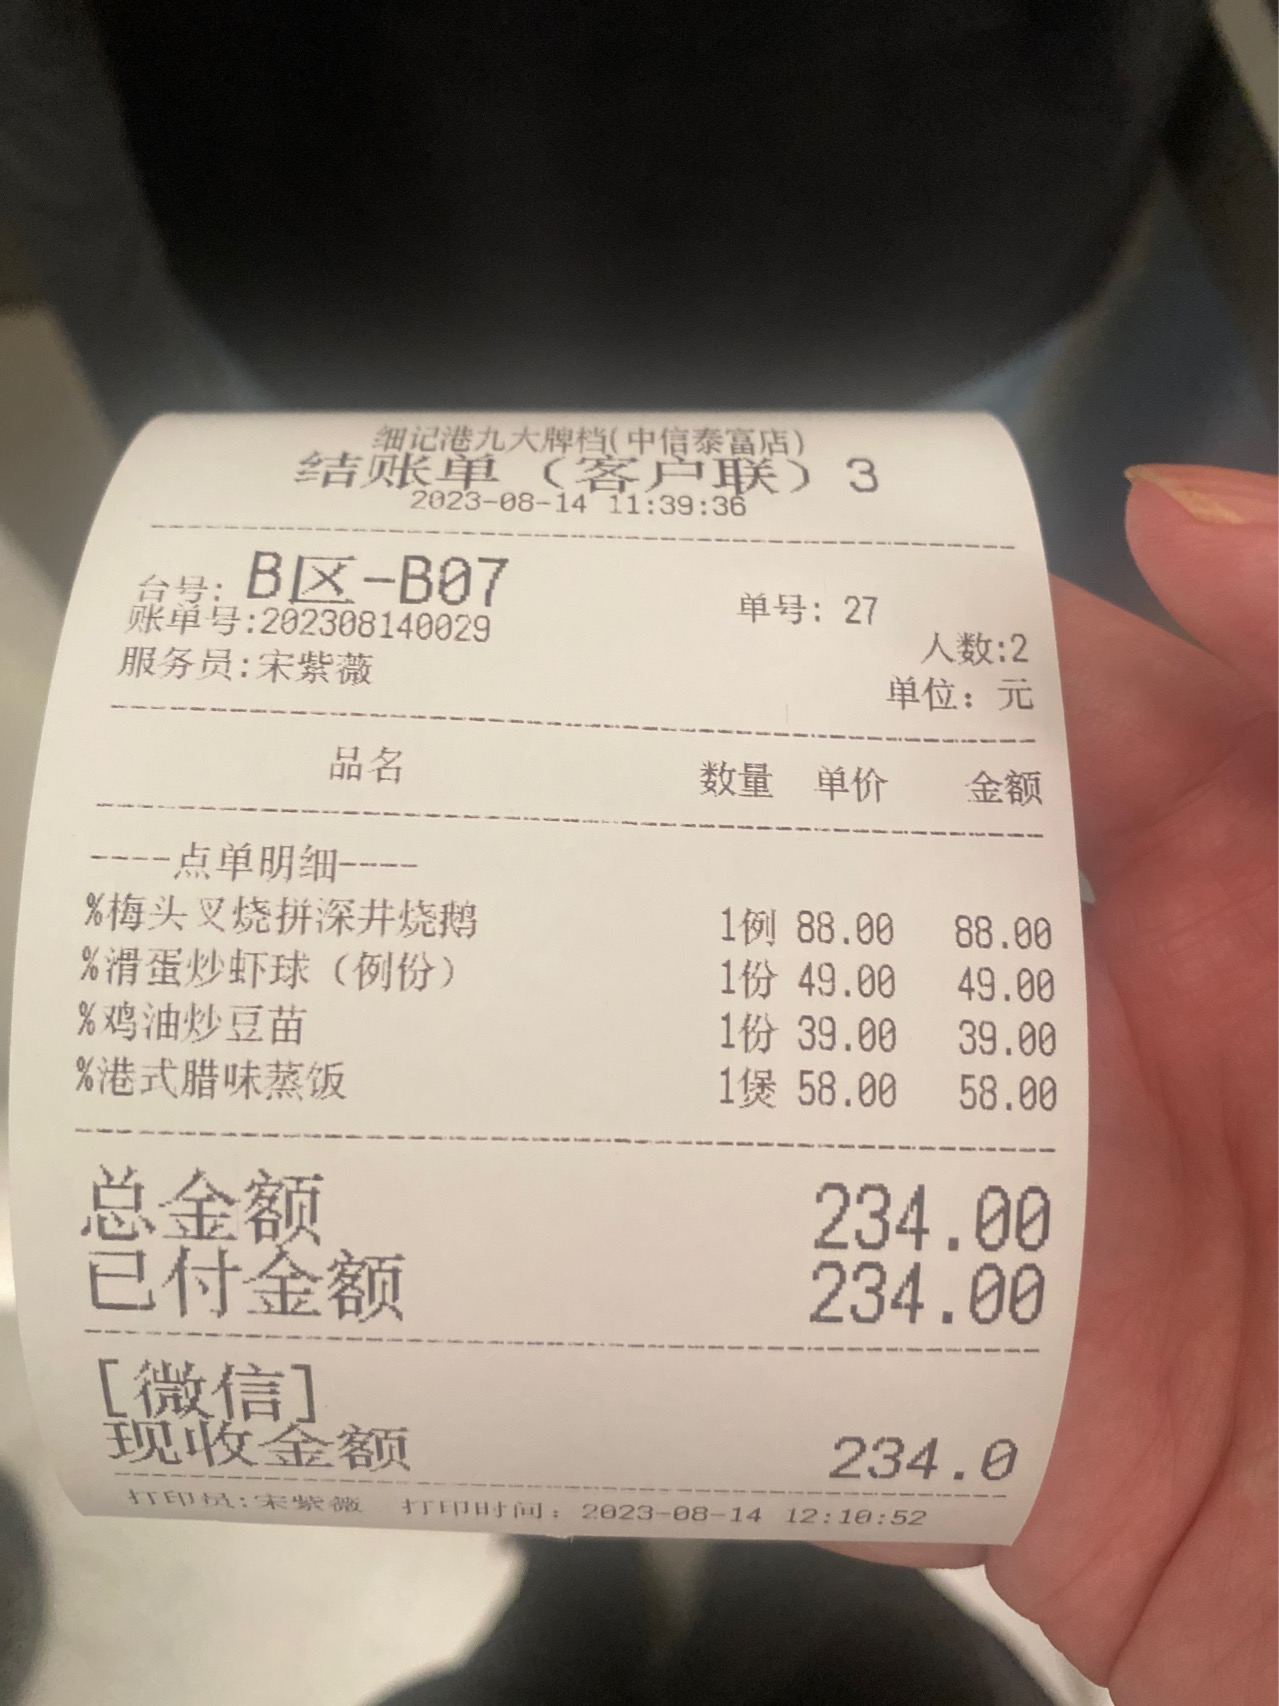 细记港九大牌档(中信泰富店)
结账单（客户联）3
2023-08-14 11:39:36
台号: B区-B07
单号: 27
账单号:202308140029
人数:2
服务员:宋紫薇
单位: 元
品名 数量 单价 金额
----点单明细----
%梅头叉烧拼深井烧鹅 1例 88.00 88.00
%滑蛋炒虾球（例份） 1份 49.00 49.00
%鸡油炒豆苗 1份 39.00 39.00
%港式腊味蒸饭 1煲 58.00 58.00
总金额 234.00
已付金额 234.00
[微信]
现收金额 234.0
打印员:宋紫薇 打印时间: 2023-08-14 12:10:52